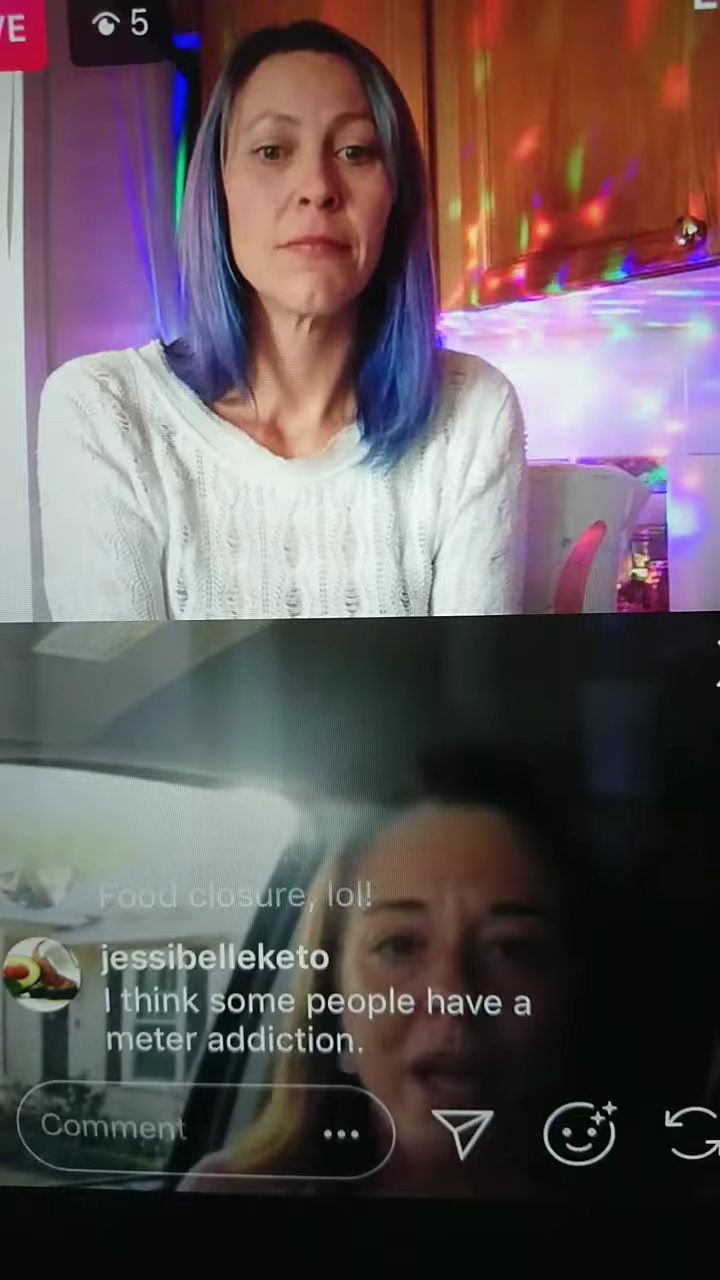 VE
5
Food closure, lol!
jessibelleketo
I think some people have a
meter addiction.
Comment